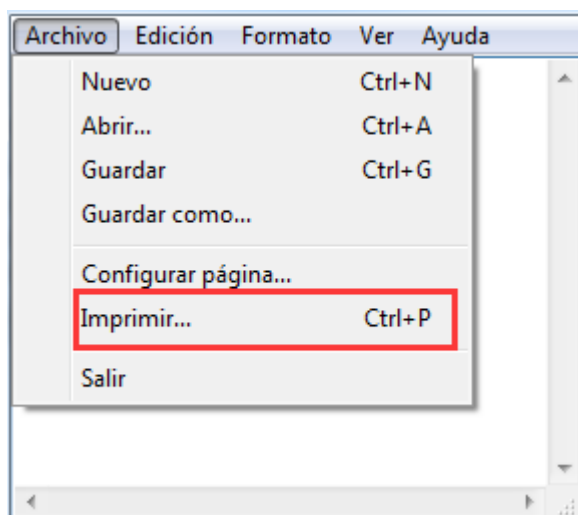 Archivo Edición Formato Ver Ayuda
Nuevo Ctrl+N
Abrir... Ctrl+A
Guardar Ctrl+G
Guardar como...
Configurar página...
Imprimir... Ctrl+P
Salir